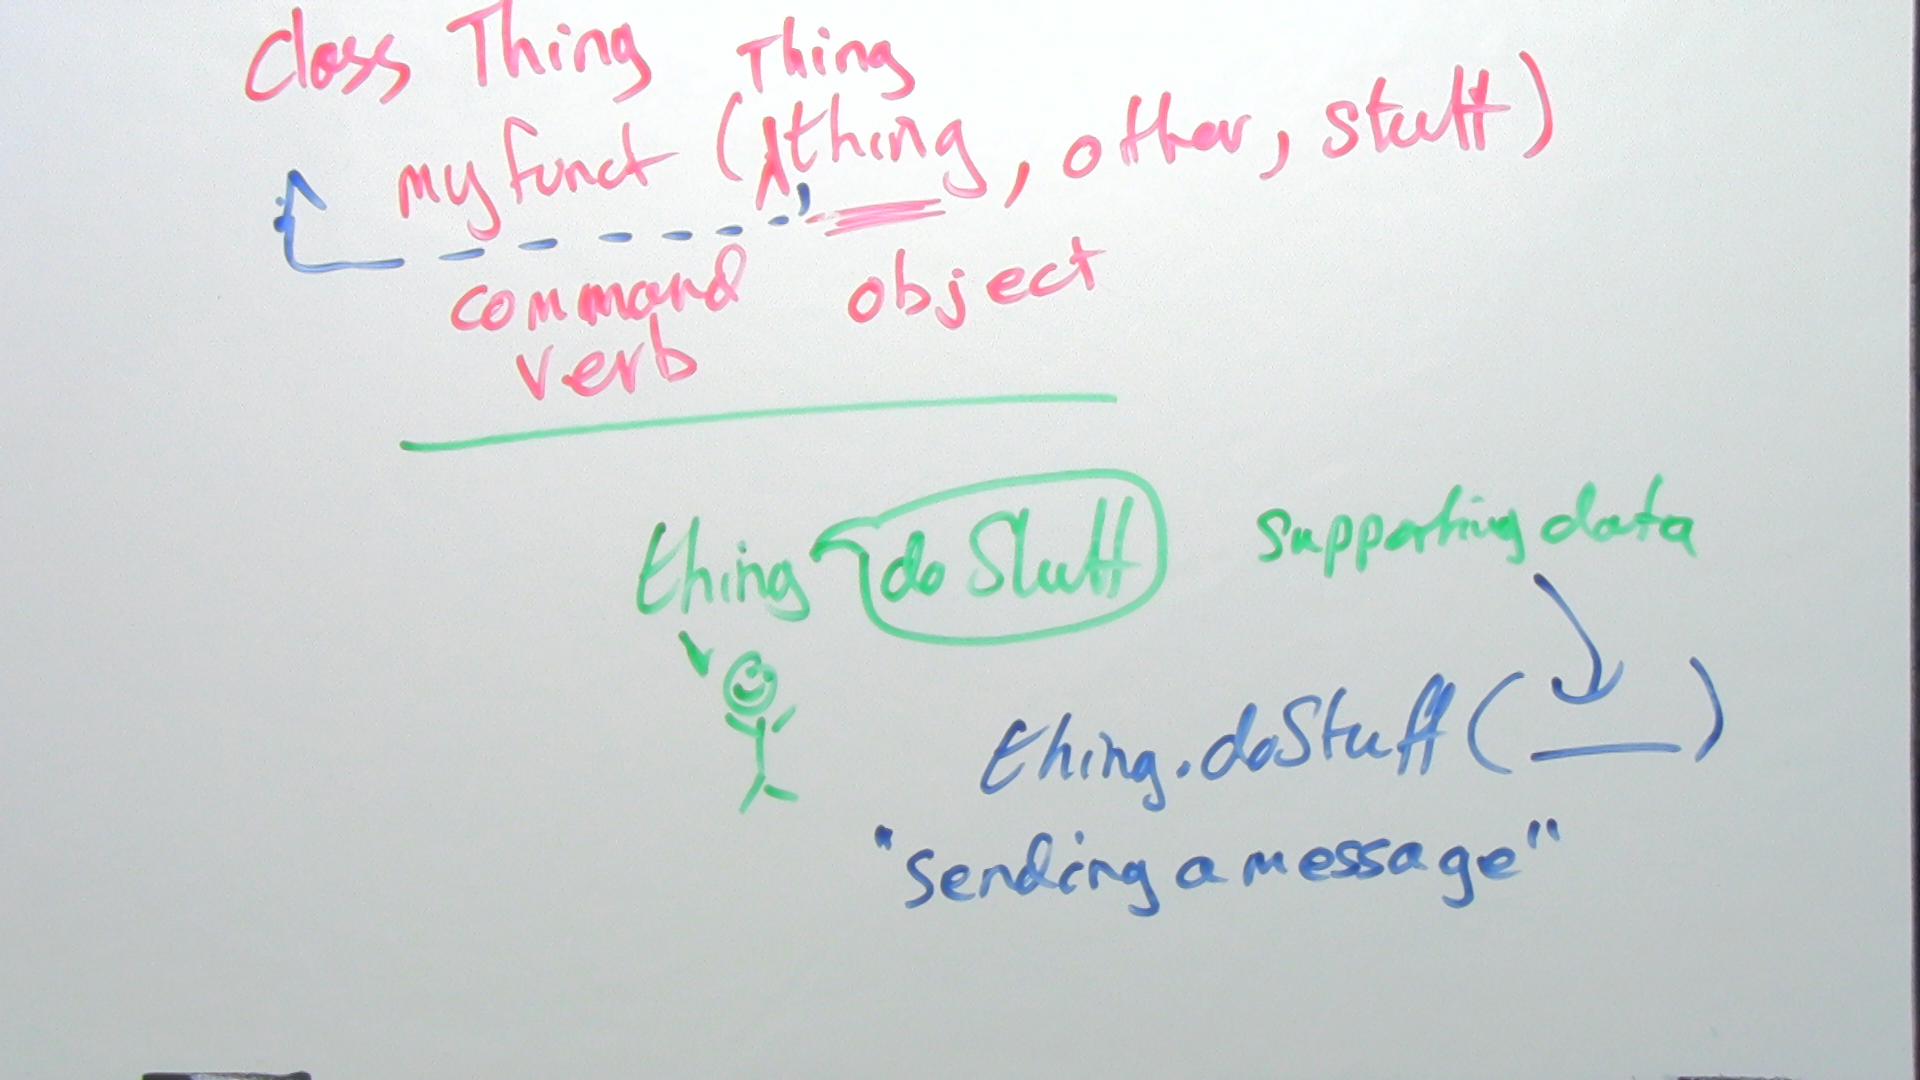 Class Thing Thing
myfunct (thing, other, stuff)
command object
verb
thing do Stuff supporting data
thing.doStuff ( )
"sending a message"